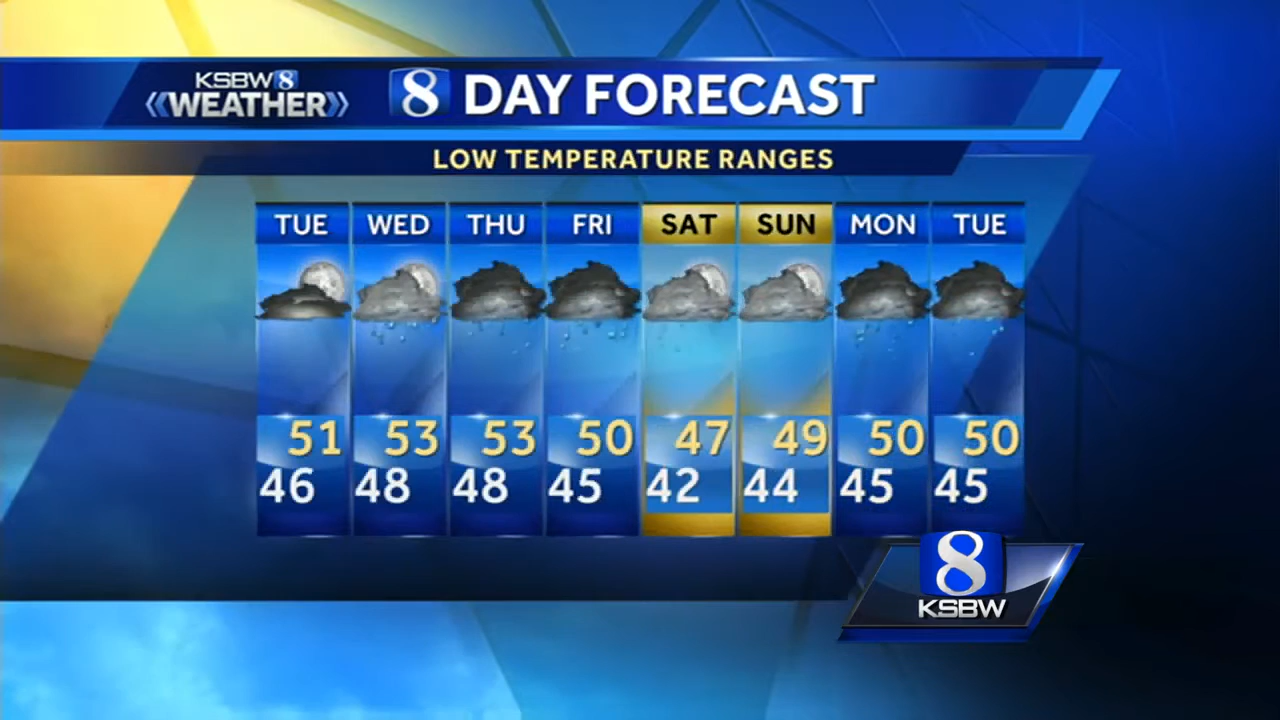 KSBW 8
WEATHER
8 DAY FORECAST
LOW TEMPERATURE RANGES
TUE WED THU FRI SAT SUN MON TUE
51 53 53 50 47 49 50 50
46 48 48 45 42 44 45 45
8
KSBW